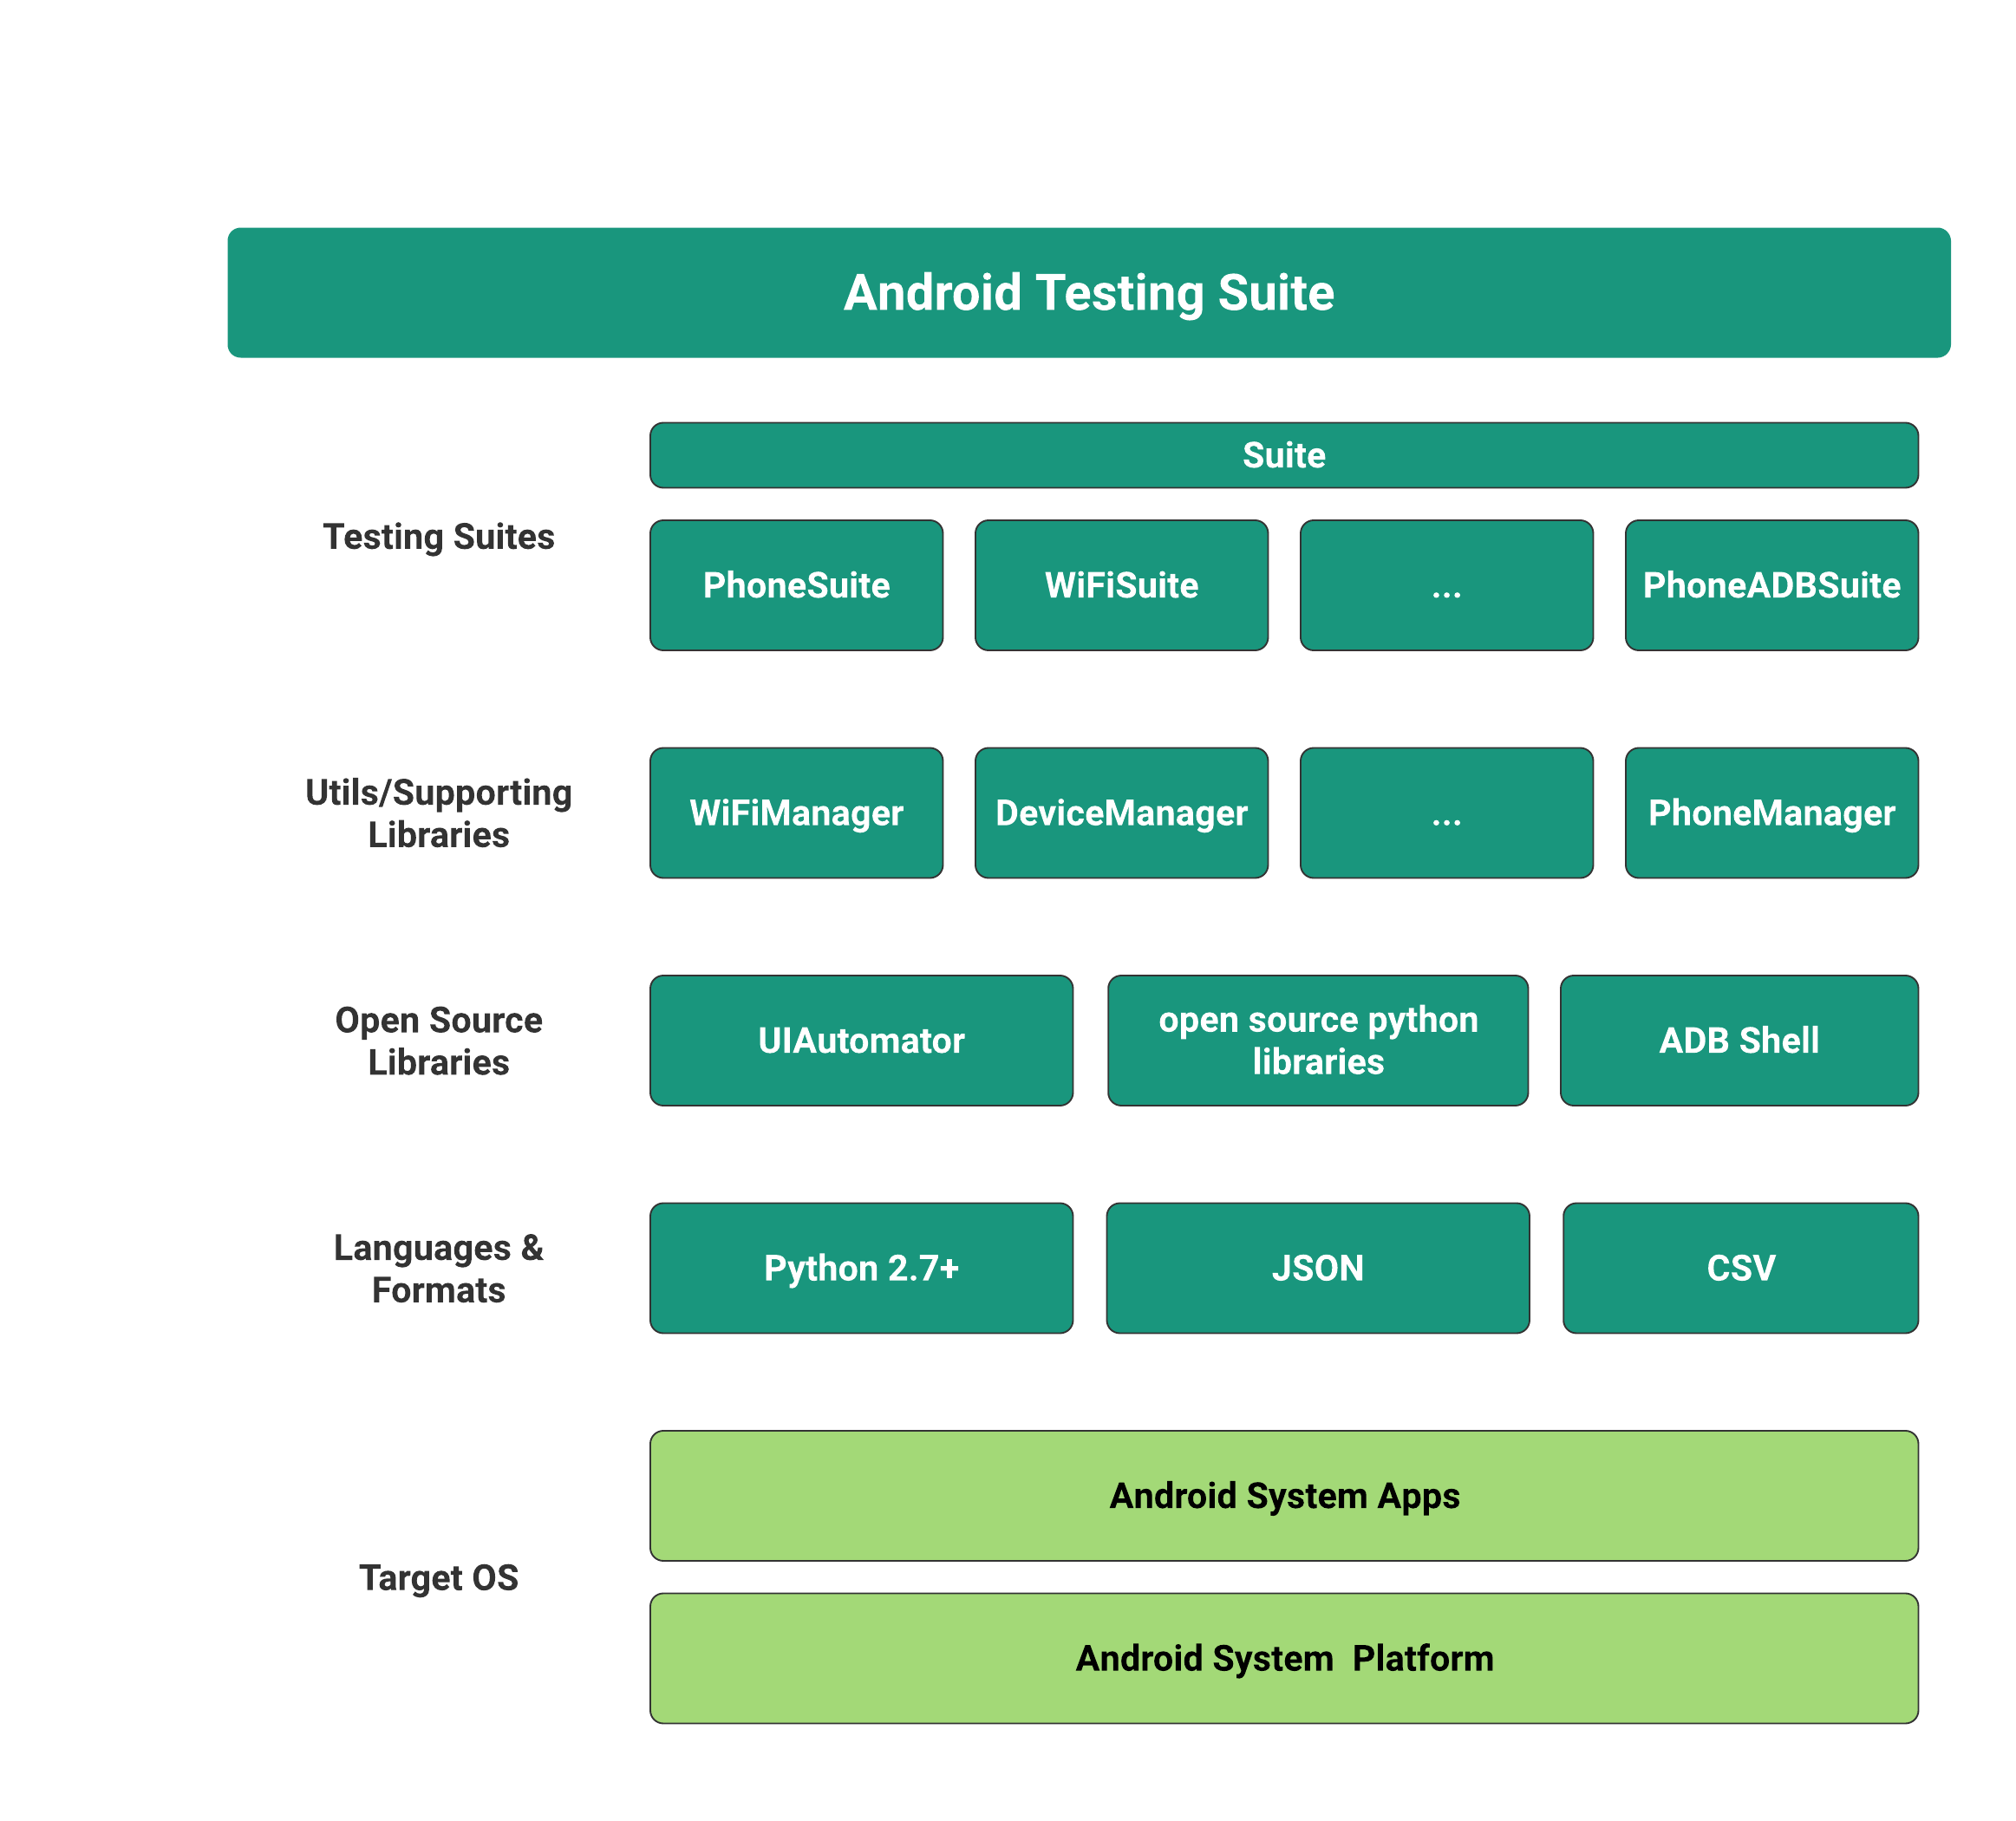 Android Testing Suite
Suite
Testing Suites
PhoneSuite
WiFiSuite
...
PhoneADBSuite
Utils/Supporting
Libraries
WiFiManager
DeviceManager
...
PhoneManager
Open Source
Libraries
UIAutomator
open source python
libraries
ADB Shell
Languages &
Formats
Python 2.7+
JSON
CSV
Android System Apps
Target OS
Android System  Platform